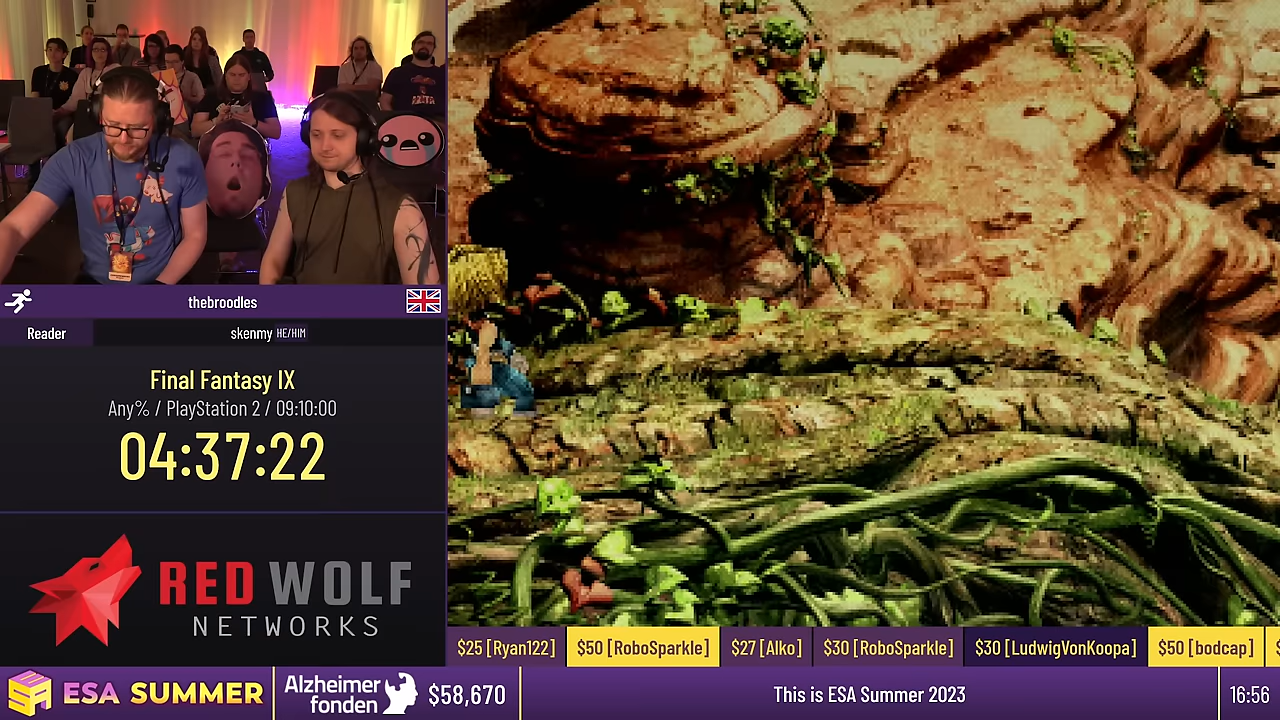 thebroodles
Reader
skenmy HE/HIM
Final Fantasy IX
Any% / PlayStation 2 / 09:10:00
04:37:22
RED WOLF
NETWORKS
$25 [Ryan122]
$50 [RoboSparkle]
$27 [Alko]
$30 [RoboSparkle]
$30 [LudwigVonKoopa]
$50 [bodcap]
ESA SUMMER
Alzheimer
fonden
$58,670
This is ESA Summer 2023
16:56